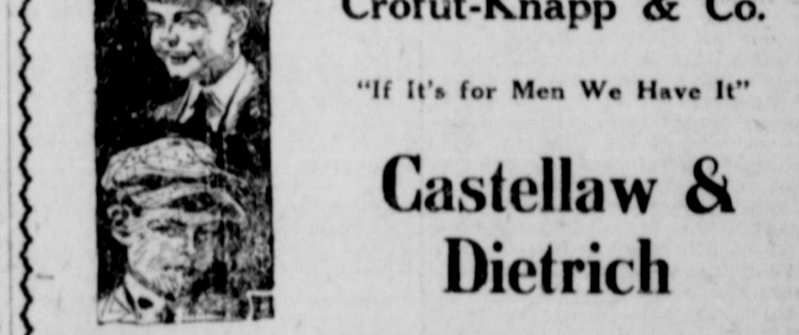 Crofut-Knapp & Co.
"If It's for Men We Have It"
Castellaw &
Dietrich